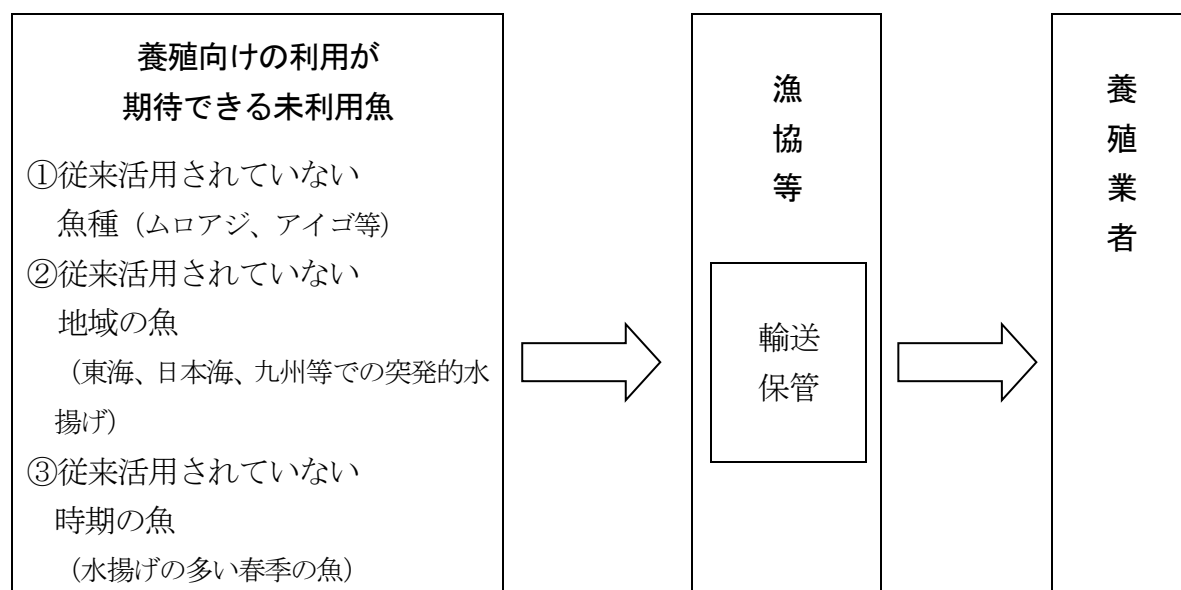 養殖向けの利用が
期待できる未利用魚
①従来活用されていない
魚種（ムロアジ、アイゴ等）
②従来活用されていない
地域の魚
（東海、日本海、九州等での突発的水
揚げ）
③従来活用されていない
時期の魚
（水揚げの多い春季の魚）
漁協等
輸送
保管
養殖業者